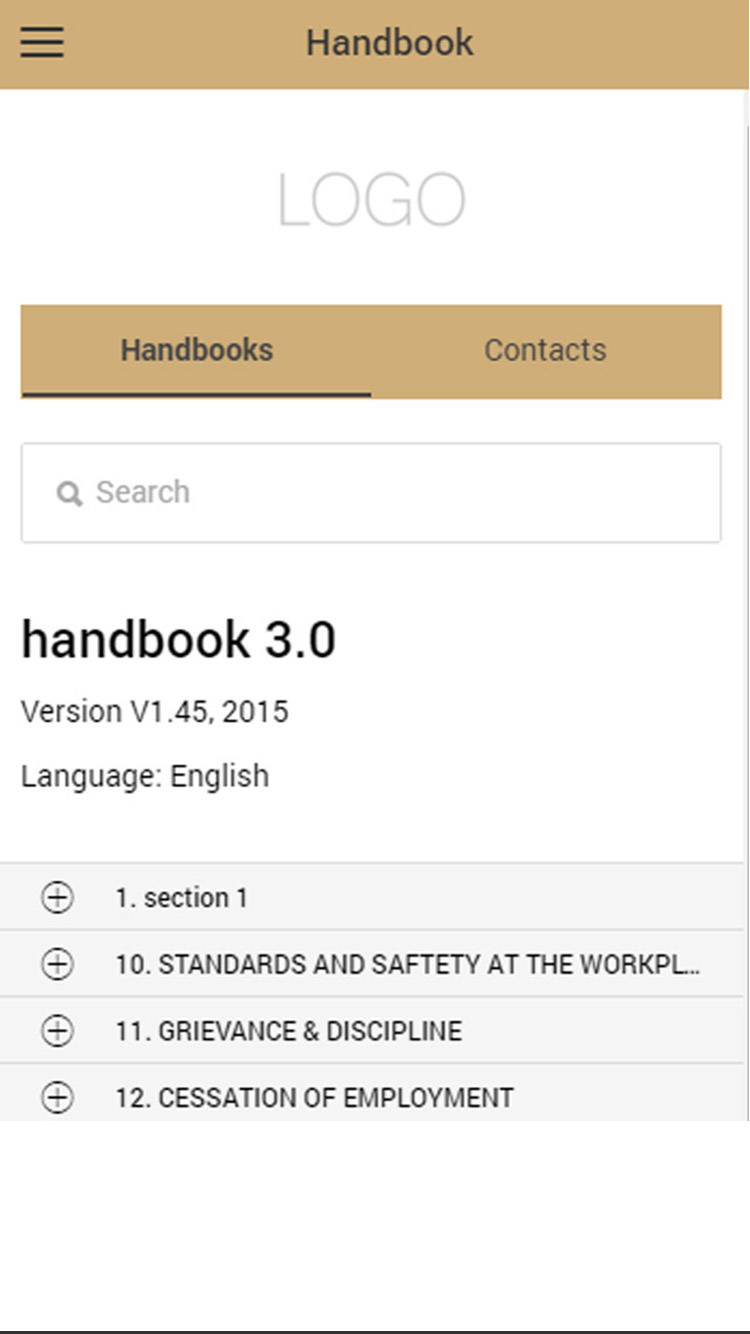 Handbook
LOGO
Handbooks Contacts
Search
handbook 3.0
Version V1.45, 2015
Language: English
1. section 1
10. STANDARDS AND SAFTETY AT THE WORKPL...
11. GRIEVANCE & DISCIPLINE
12. CESSATION OF EMPLOYMENT